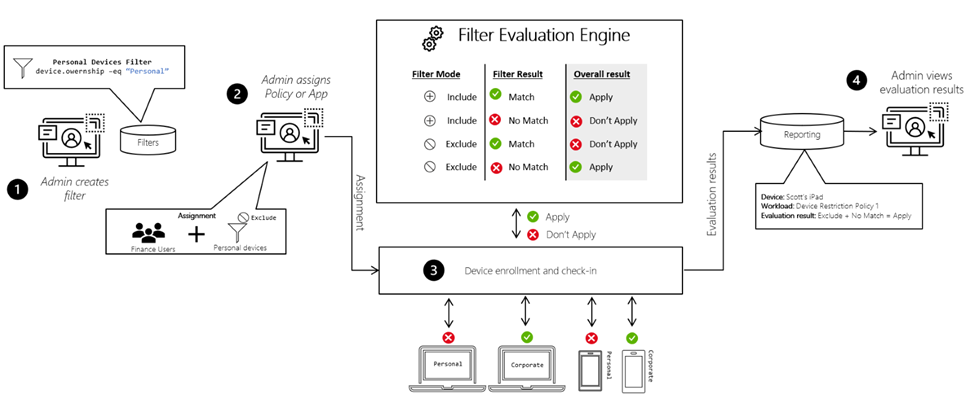 Personal Devices Filter
device.owernship -eq "Personal"
Filters
1
Admin creates
filter
2
Admin assigns
Policy or App
Assignment
Exclude
Finance Users
Personal devices
Assignment
Filter Evaluation Engine
Filter Mode Filter Result Overall result
Include Match Apply
Include No Match Don't Apply
Exclude Match Don't Apply
Exclude No Match Apply
Apply
Don't Apply
3 Device enrollment and check-in
Personal
Corporate
Personal
Corporate
Evaluation results
Reporting
4
Admin views
evaluation results
Device: Scott's iPad
Workload: Device Restriction Policy 1
Evaluation result: Exclude + No Match = Apply